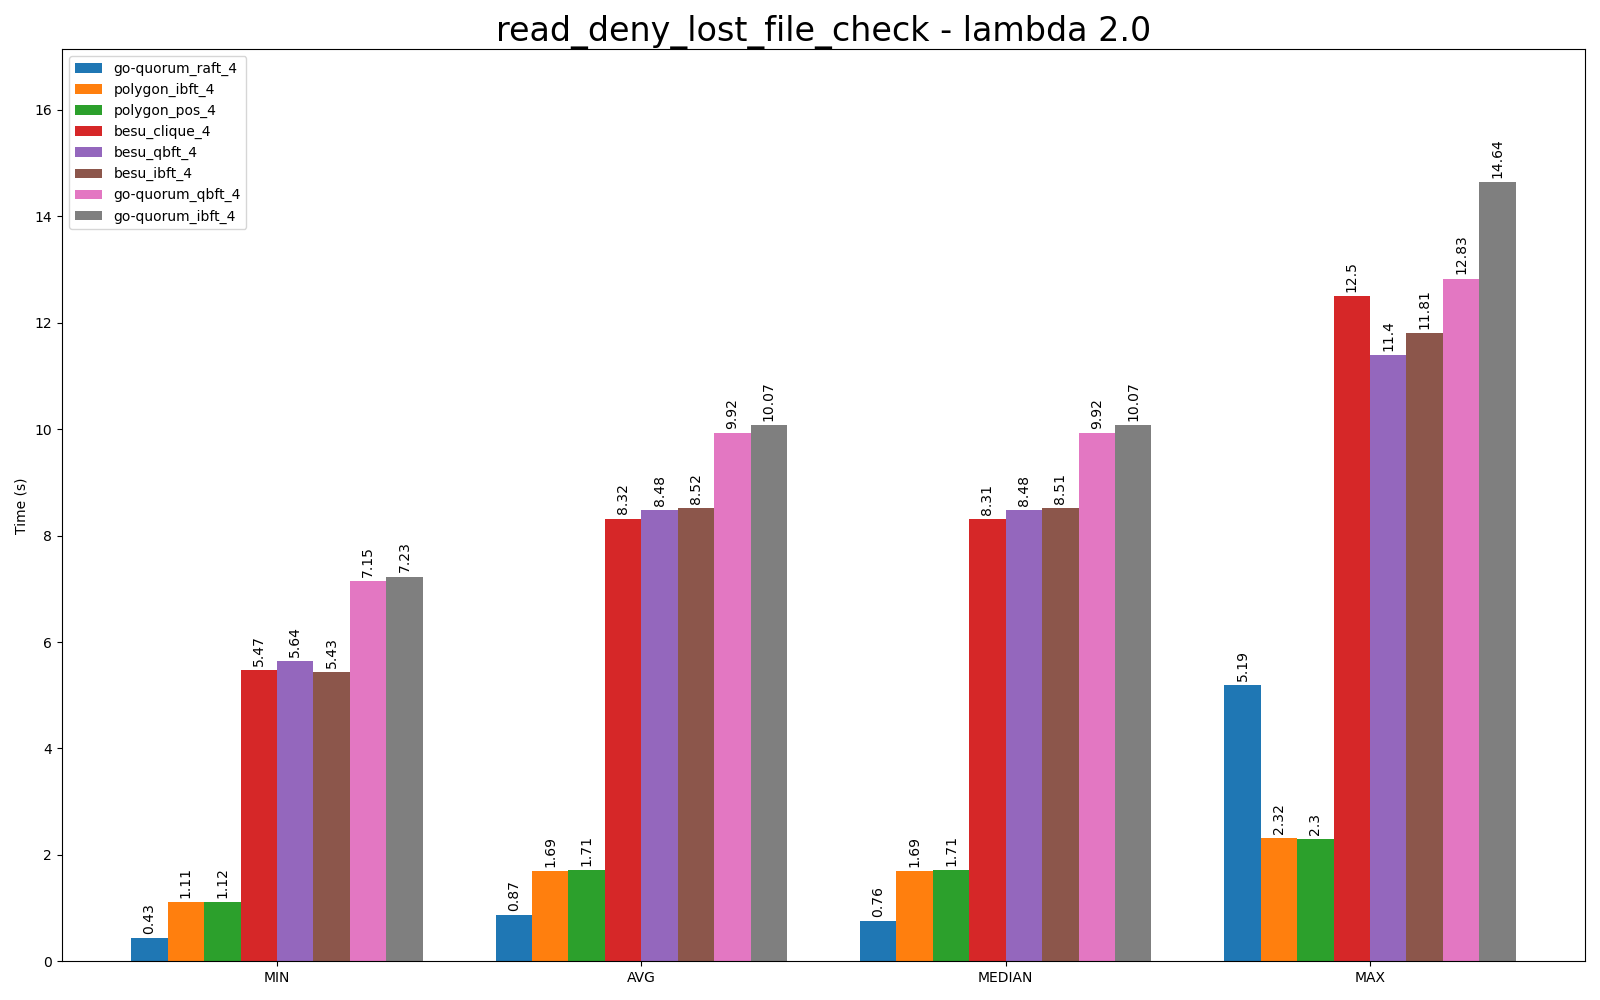 read_deny_lost_file_check - lambda 2.0
go-quorum_raft_4
polygon_ibft_4
polygon_pos_4
besu_clique_4
besu_qbft_4
besu_ibft_4
go-quorum_qbft_4
go-quorum_ibft_4
Time (s)
16
14
12
10
8
6
4
2
0
0.43
1.11
1.12
5.47
5.64
5.43
7.15
7.23
0.87
1.69
1.71
8.32
8.48
8.52
9.92
10.07
0.76
1.69
1.71
8.31
8.48
8.51
9.92
10.07
5.19
2.32
2.3
12.5
11.4
11.81
12.83
14.64
MIN
AVG
MEDIAN
MAX